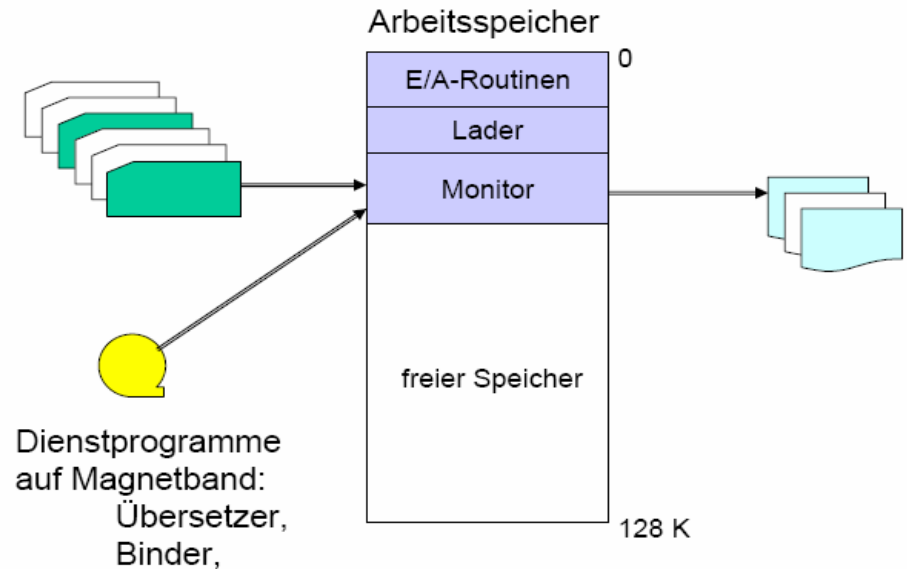 Arbeitsspeicher
0
E/A-Routinen
Lader
Monitor
freier Speicher
128 K
Dienstprogramme
auf Magnetband:
Übersetzer,
Binder,